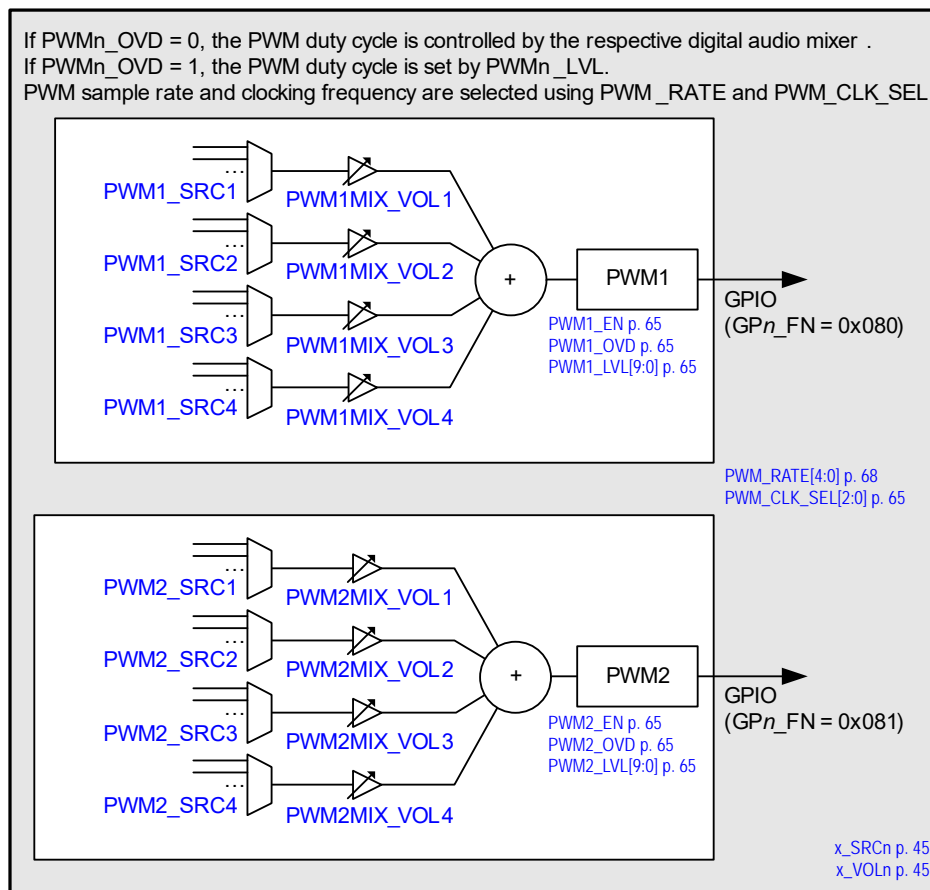 If PWMn_OVD = 0, the PWM duty cycle is controlled by the respective digital audio mixer .
If PWMn_OVD = 1, the PWM duty cycle is set by PWMn_LVL.
PWM sample rate and clocking frequency are selected using PWM_RATE and PWM_CLK_SEL
...
PWM1_SRC1
PWM1MIX_VOL1
...
PWM1_SRC2
PWM1MIX_VOL2
...
PWM1_SRC3
PWM1MIX_VOL3
...
PWM1_SRC4
PWM1MIX_VOL4
+
PWM1
PWM1_EN p. 65
PWM1_OVD p. 65
PWM1_LVL[9:0] p. 65
GPIO
(GPn_FN = 0x080)
PWM_RATE[4:0] p. 68
PWM_CLK_SEL[2:0] p. 65
...
PWM2_SRC1
PWM2MIX_VOL1
...
PWM2_SRC2
PWM2MIX_VOL2
...
PWM2_SRC3
PWM2MIX_VOL3
...
PWM2_SRC4
PWM2MIX_VOL4
+
PWM2
PWM2_EN p. 65
PWM2_OVD p. 65
PWM2_LVL[9:0] p. 65
GPIO
(GPn_FN = 0x081)
x_SRCn p. 45
x_VOLn p. 45